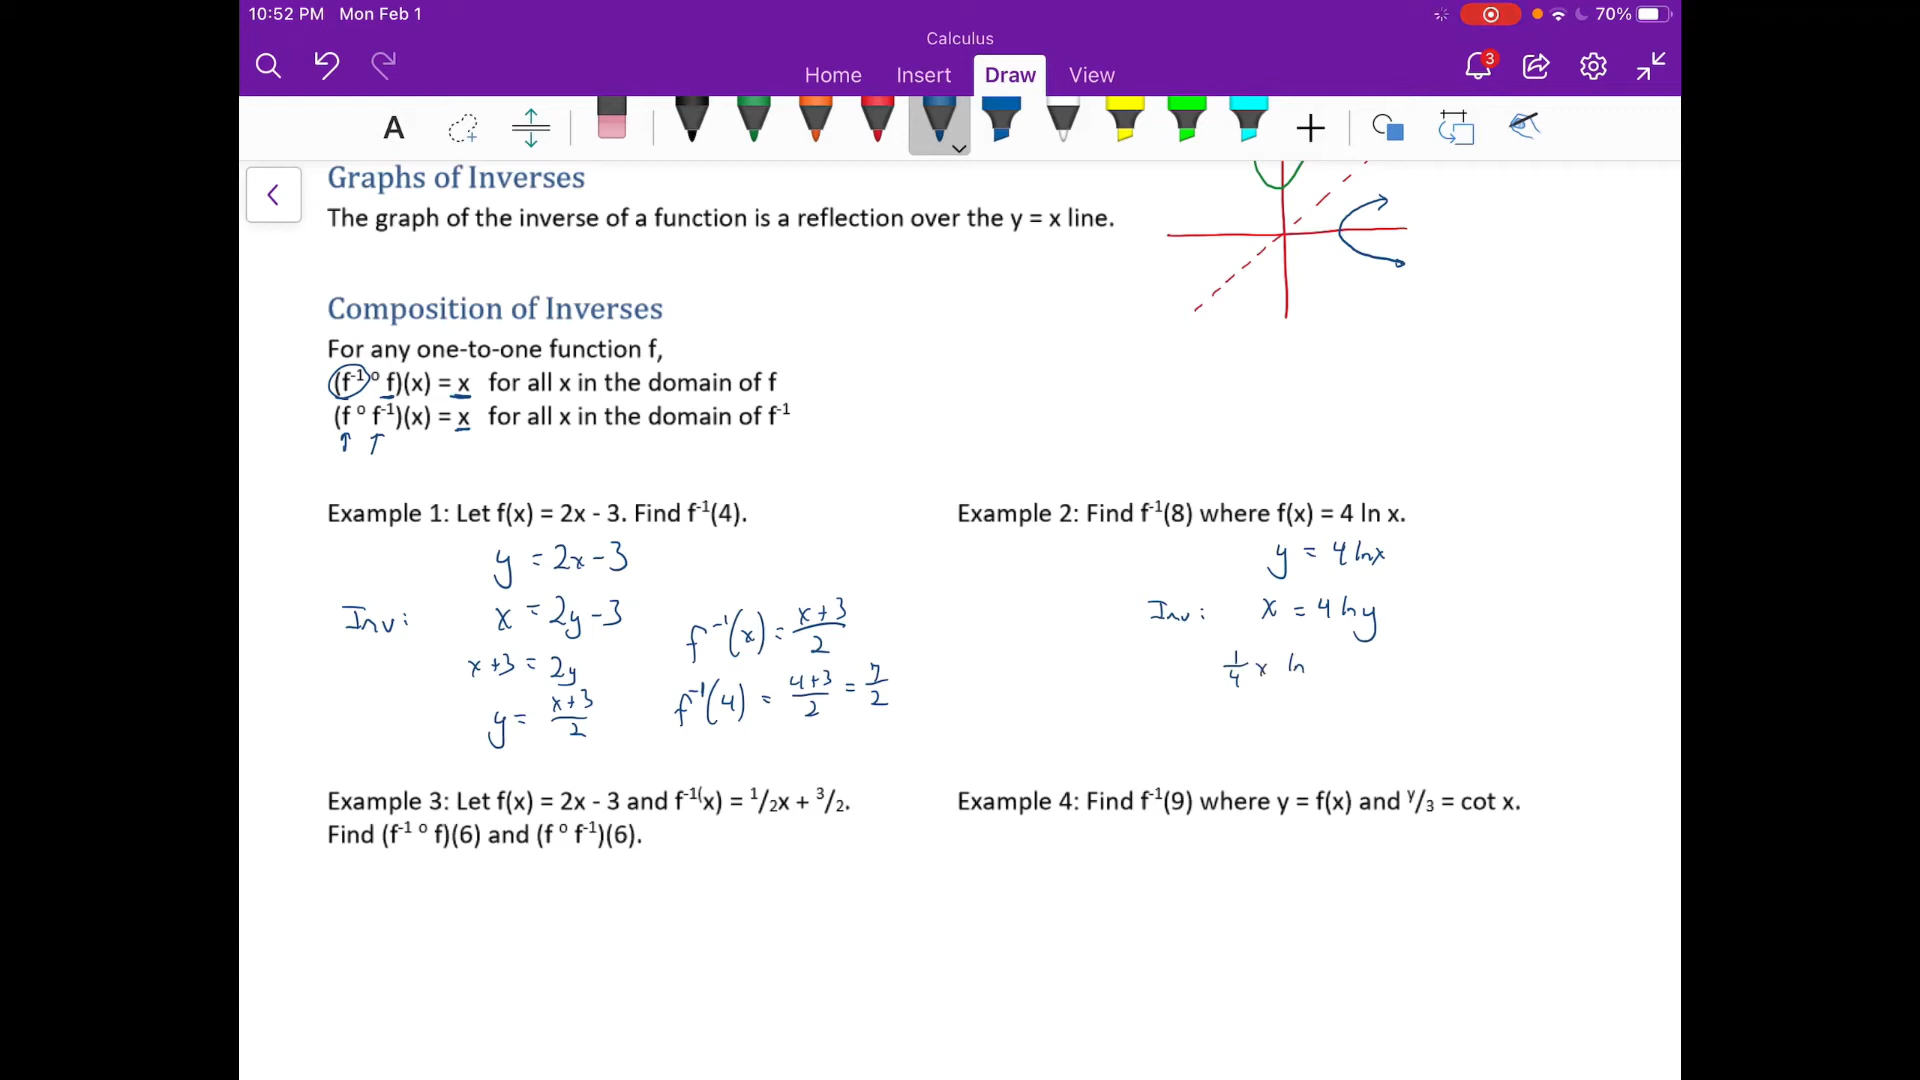 10:52 PM Mon Feb 1
70%
Calculus
Home Insert Draw View
3
A
Graphs of Inverses
The graph of the inverse of a function is a reflection over the y = x line.
Composition of Inverses
For any one-to-one function f,
(f⁻¹ ° f)(x) = x for all x in the domain of f
(f ° f⁻¹)(x) = x for all x in the domain of f⁻¹
Example 1: Let f(x) = 2x - 3. Find f⁻¹(4).
y = 2x - 3
Inv: x = 2y - 3
x + 3 = 2y
y = (x+3)/2
f⁻¹(x) = (x+3)/2
f⁻¹(4) = (4+3)/2 = 7/2
Example 2: Find f⁻¹(8) where f(x) = 4 ln x.
y = 4 ln x
Inv: x = 4 ln y
1/4 x ln
Example 3: Let f(x) = 2x - 3 and f⁻¹⁽x) = ¹/₂x + ³/₂.
Find (f⁻¹ ° f)(6) and (f ° f⁻¹)(6).
Example 4: Find f⁻¹(9) where y = f(x) and ʸ/₃ = cot x.